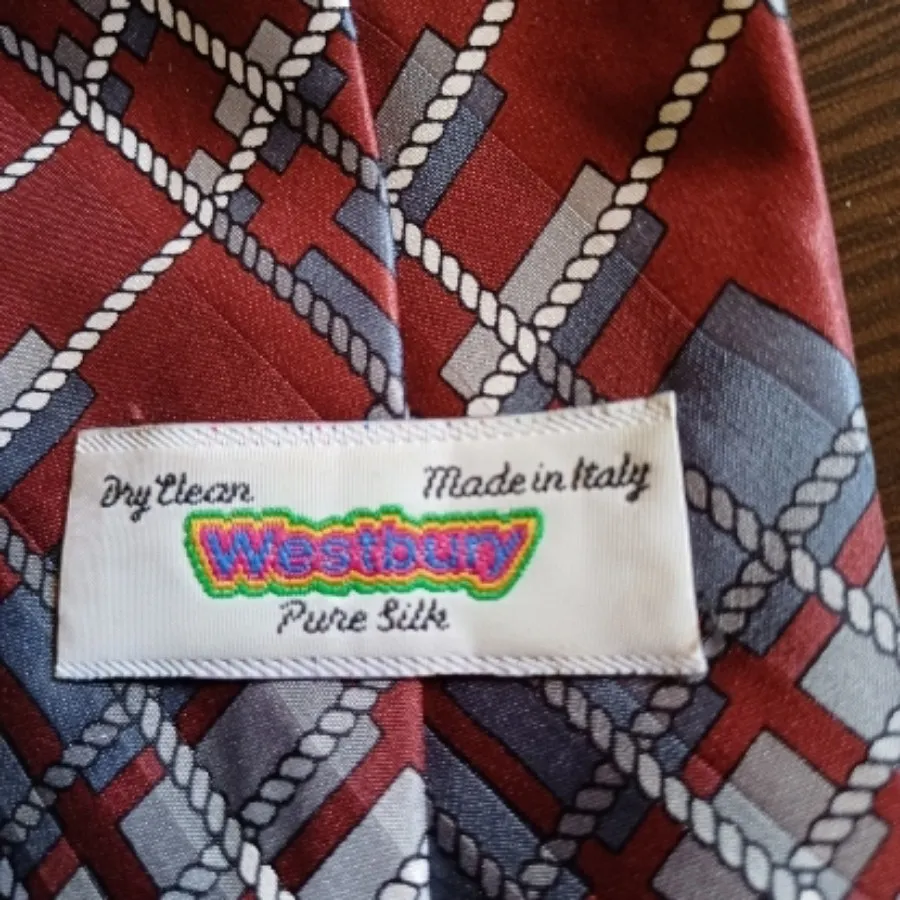 Dry Clean
Made in Italy
Westbury
Pure Silk